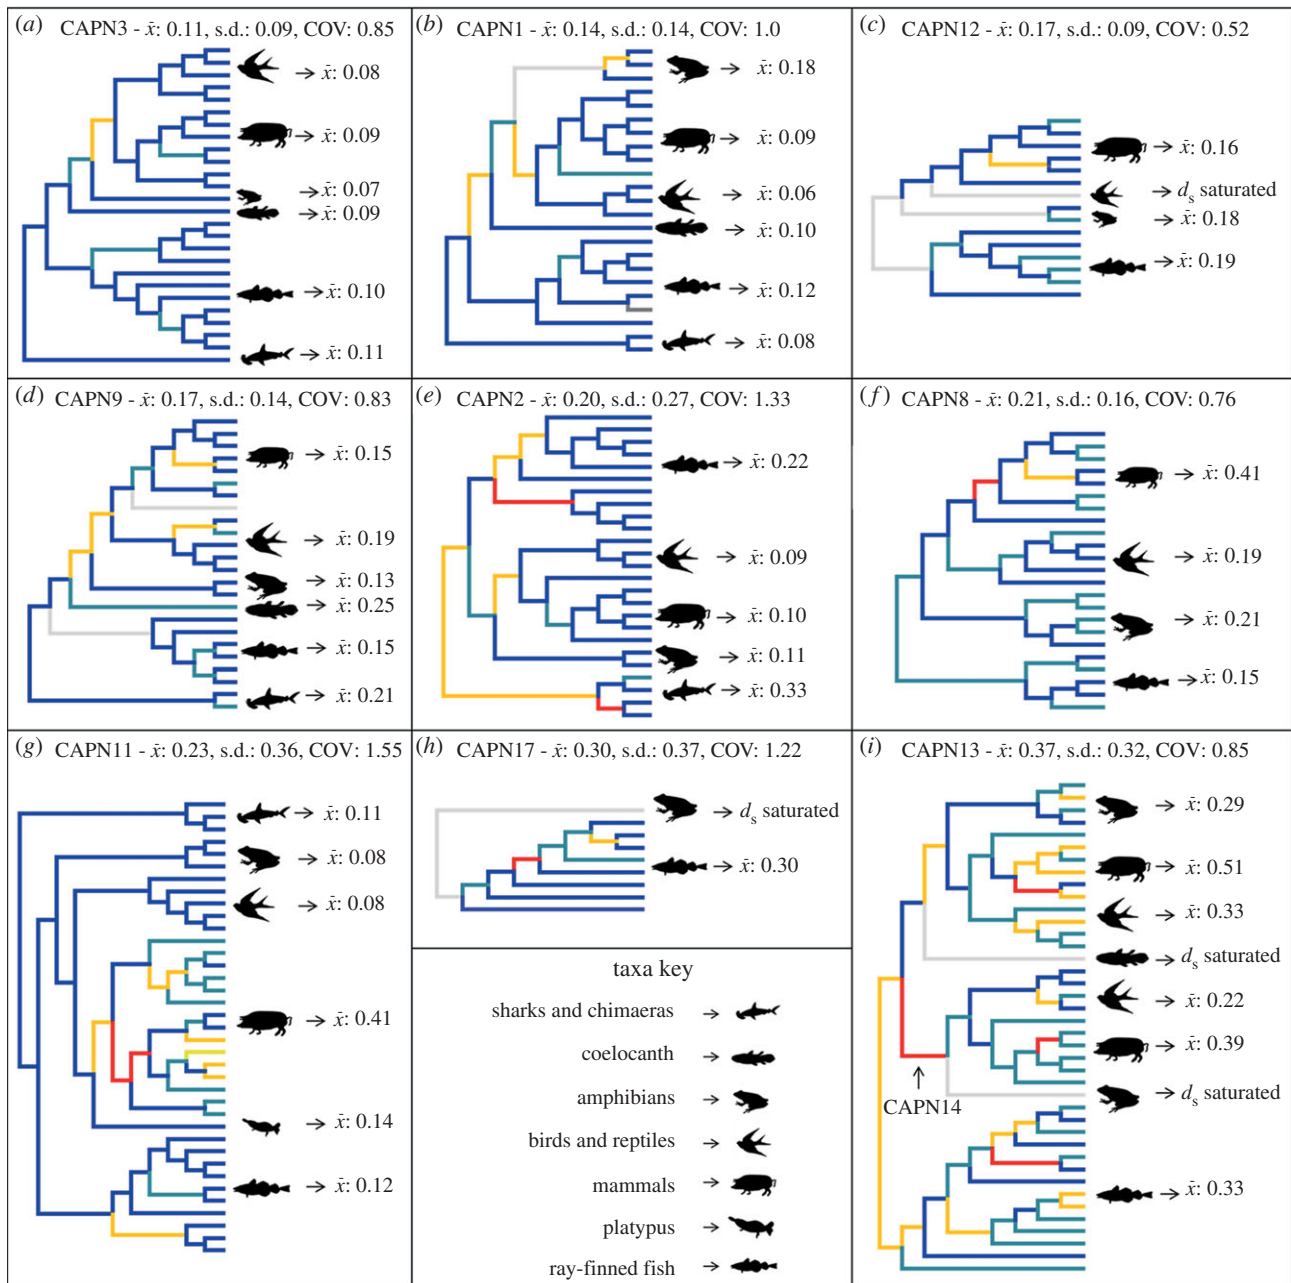 (a) CAPN3 - x̄: 0.11, s.d.: 0.09, COV: 0.85
x̄: 0.08
x̄: 0.09
x̄: 0.07
x̄: 0.09
x̄: 0.10
x̄: 0.11
(b) CAPN1 - x̄: 0.14, s.d.: 0.14, COV: 1.0
x̄: 0.18
x̄: 0.09
x̄: 0.06
x̄: 0.10
x̄: 0.12
x̄: 0.08
(c) CAPN12 - x̄: 0.17, s.d.: 0.09, COV: 0.52
x̄: 0.16
ds saturated
x̄: 0.18
x̄: 0.19
(d) CAPN9 - x̄: 0.17, s.d.: 0.14, COV: 0.83
x̄: 0.15
x̄: 0.19
x̄: 0.13
x̄: 0.25
x̄: 0.15
x̄: 0.21
(e) CAPN2 - x̄: 0.20, s.d.: 0.27, COV: 1.33
x̄: 0.22
x̄: 0.09
x̄: 0.10
x̄: 0.11
x̄: 0.33
(f) CAPN8 - x̄: 0.21, s.d.: 0.16, COV: 0.76
x̄: 0.41
x̄: 0.19
x̄: 0.21
x̄: 0.15
(g) CAPN11 - x̄: 0.23, s.d.: 0.36, COV: 1.55
x̄: 0.11
x̄: 0.08
x̄: 0.08
x̄: 0.41
x̄: 0.14
x̄: 0.12
(h) CAPN17 - x̄: 0.30, s.d.: 0.37, COV: 1.22
ds saturated
x̄: 0.30
taxa key
sharks and chimaeras
coelocanth
amphibians
birds and reptiles
mammals
platypus
ray-finned fish
(i) CAPN13 - x̄: 0.37, s.d.: 0.32, COV: 0.85
x̄: 0.29
x̄: 0.51
x̄: 0.33
ds saturated
x̄: 0.22
x̄: 0.39
ds saturated
CAPN14
x̄: 0.33